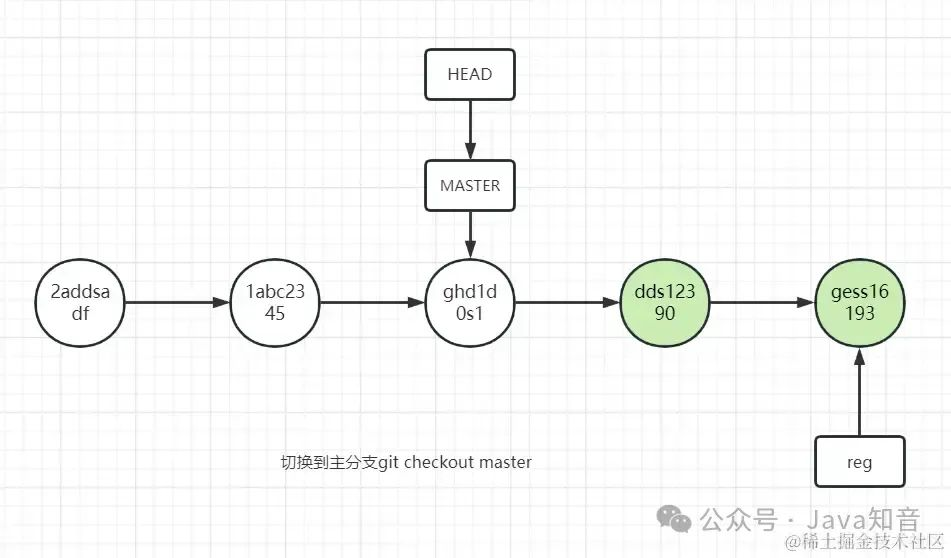 HEAD
MASTER
2addsa
df
1abc23
45
ghd1d
0s1
dds123
90
gess16
193
切换到主分支git checkout master
reg
公众号 · Java知音
@稀土掘金技术社区